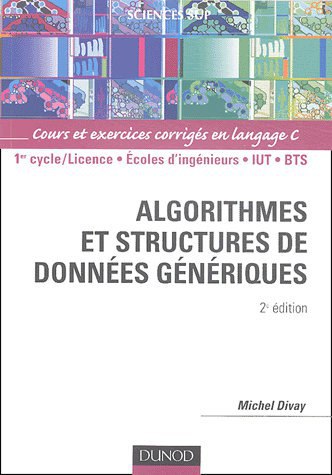 SCIENCES SUP
Cours et exercices corrigés en langage C
1er cycle/Licence • Écoles d'ingénieurs • IUT • BTS
ALGORITHMES
ET STRUCTURES DE
DONNÉES GÉNÉRIQUES
2e édition
Michel Divay
DUNOD